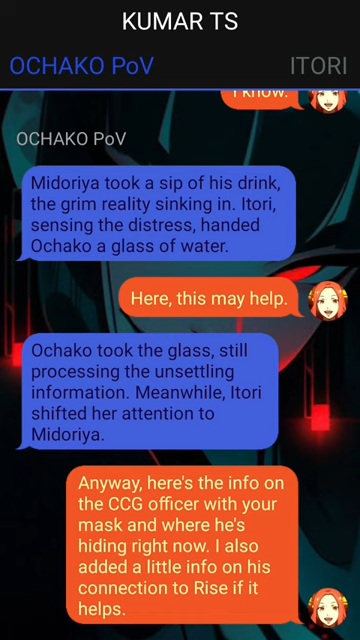 KUMAR TS
OCHAKO PoV
ITORI
I know.
OCHAKO PoV
Midoriya took a sip of his drink,
the grim reality sinking in. Itori,
sensing the distress, handed
Ochako a glass of water.
Here, this may help.
Ochako took the glass, still
processing the unsettling
information. Meanwhile, Itori
shifted her attention to
Midoriya.
Anyway, here's the info on
the CCG officer with your
mask and where he's
hiding right now. I also
added a little info on his
connection to Rise if it
helps.